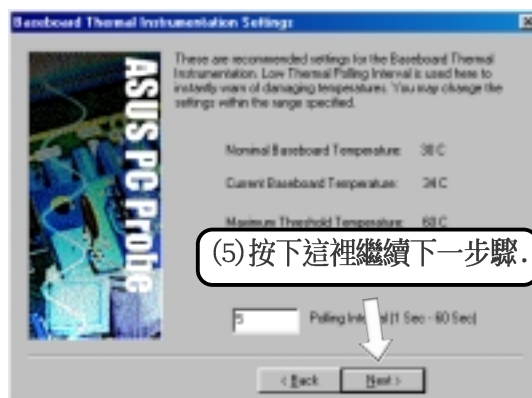 Baseboard Thermal Instrumentation Settings
ASUS PC Probe
These are recommended settings for the Baseboard Thermal
Instrumentation. Low Thermal Polling Interval is used here to
instantly warn of damaging temperatures. You may change the
settings within the range specified.
Nominal Baseboard Temperature: 30 C
Current Baseboard Temperature: 34 C
Maximum Threshold Temperature: 60 C
(5)按下這裡繼續下一步驟.
5 Polling (1 Sec - 60 Sec)
< Back Next >